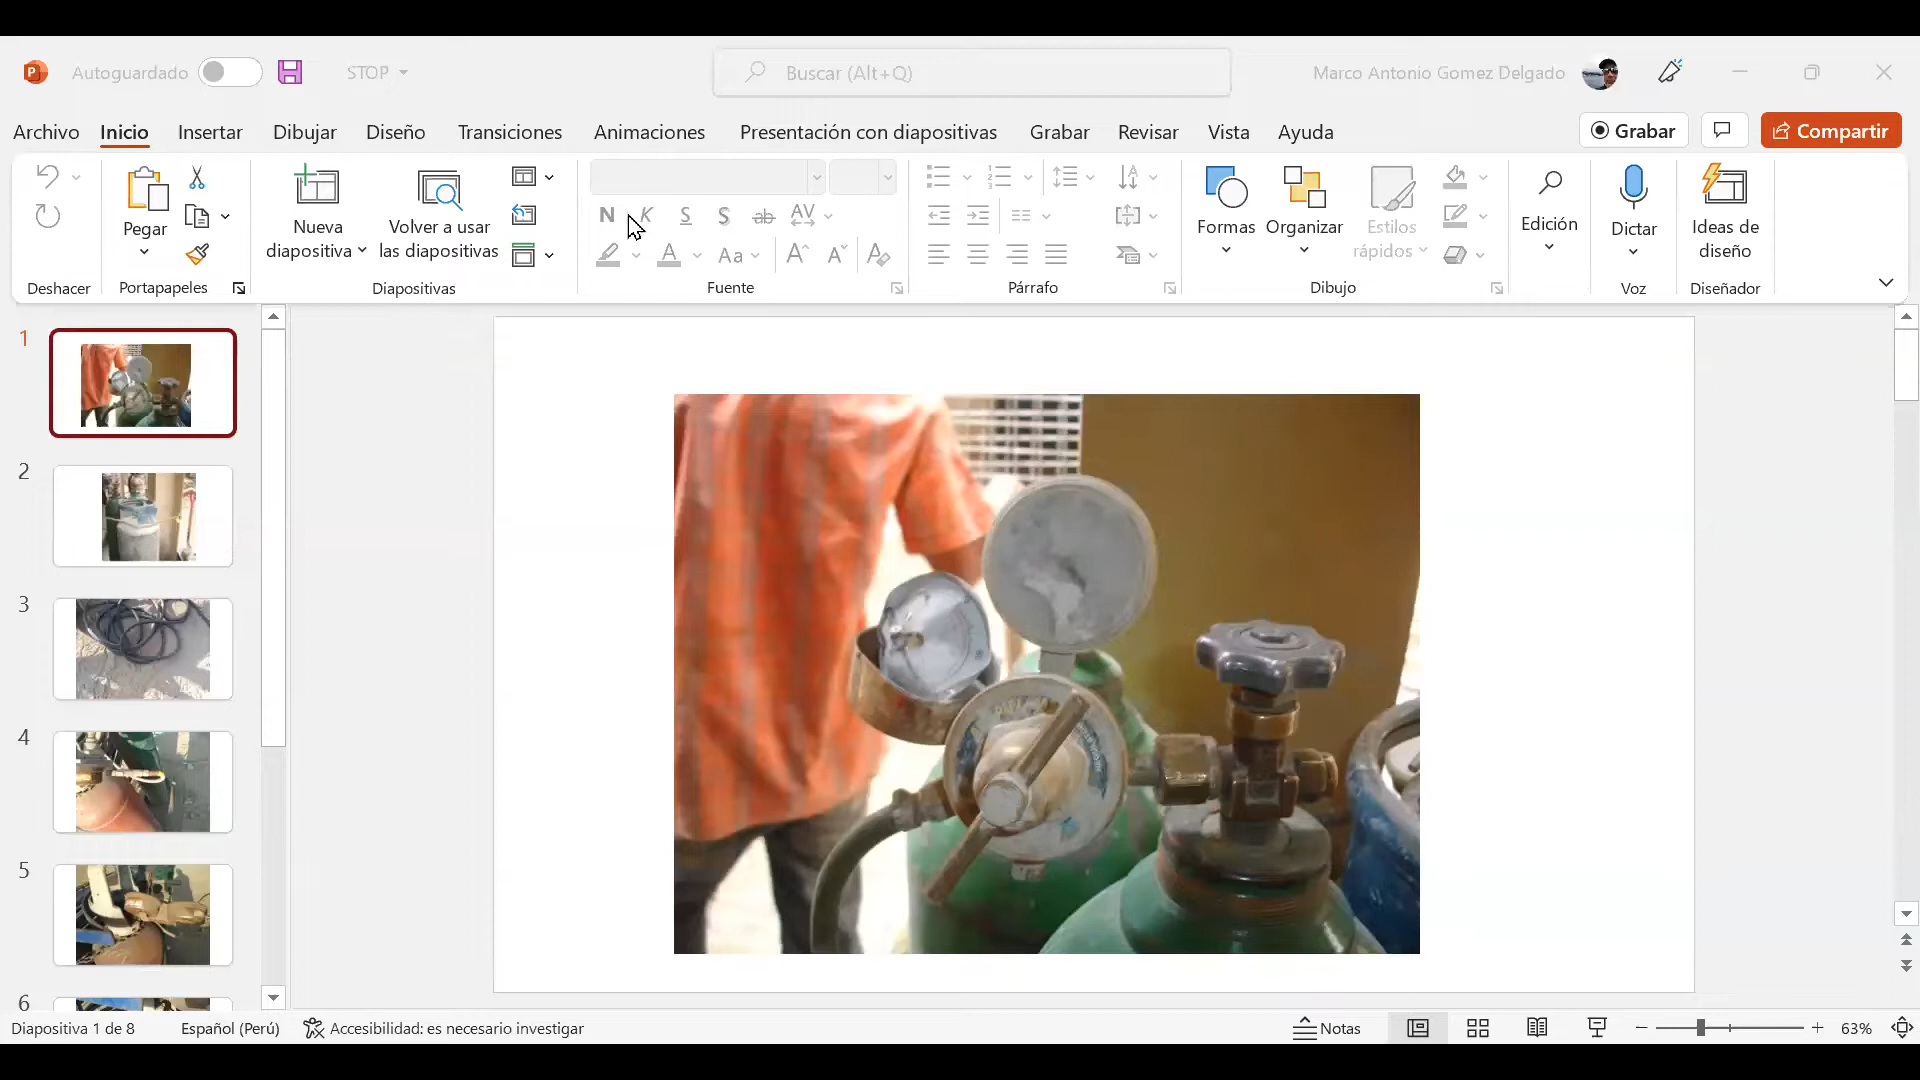 Autoguardado
STOP
Buscar (Alt+Q)
Marco Antonio Gomez Delgado
Archivo Inicio Insertar Dibujar Diseño Transiciones Animaciones Presentación con diapositivas Grabar Revisar Vista Ayuda
Grabar
Compartir
Pegar
Nueva diapositiva
Volver a usar las diapositivas
N K S S ab AV
A Aa A A A
Formas
Organizar
Estilos rápidos
Edición
Dictar
Ideas de diseño
Deshacer
Portapapeles
Diapositivas
Fuente
Párrafo
Dibujo
Voz
Diseñador
1
2
3
4
5
6
Diapositiva 1 de 8
Español (Perú)
Accesibilidad: es necesario investigar
Notas
63%